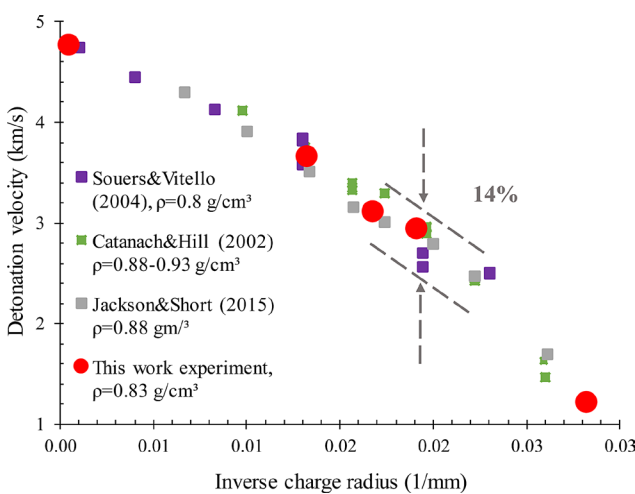 5
4
3
2
1
Detonation velocity (km/s)
14%
Souers&Vitello
(2004), ρ=0.8 g/cm³
Catanach&Hill (2002)
ρ=0.88-0.93 g/cm³
Jackson&Short (2015)
ρ=0.88 gm/³
This work experiment,
ρ=0.83 g/cm³
0.00 0.01 0.01 0.02 0.02 0.03 0.03
Inverse charge radius (1/mm)